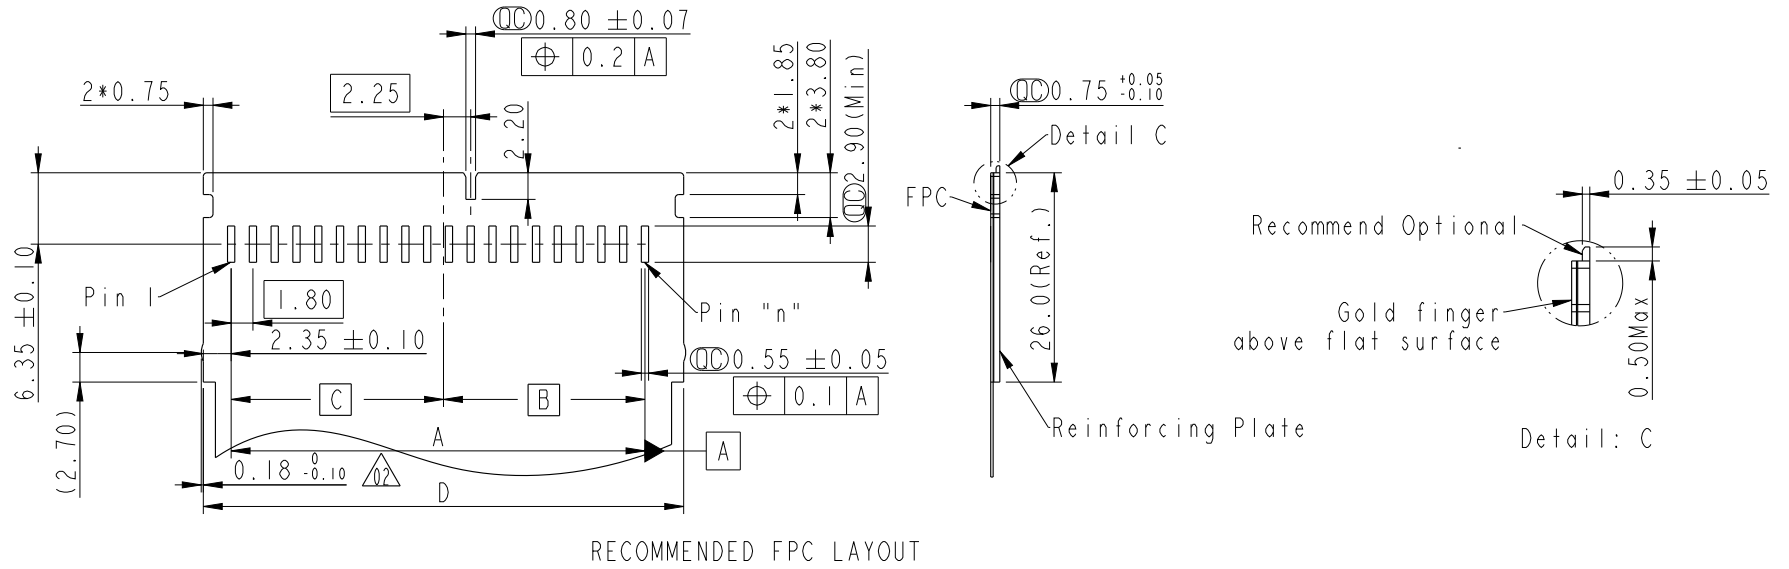 QC 0.80 ±0.07
⌖ 0.2 A
2*0.75
2.25
2.20
2*1.85
2*3.80
QC 2.90(Min)
6.35 ±0.10
Pin 1
1.80
2.35 ±0.10
Pin "n"
QC 0.55 ±0.05
⌖ 0.1 A
C
B
A
A
(2.70)
0.18 0 -0.10
02
D
RECOMMENDED FPC LAYOUT
QC 0.75 +0.05 -0.10
Detail C
FPC
26.0(Ref.)
Reinforcing Plate
0.35 ±0.05
Recommend Optional
Gold finger
above flat surface
0.50Max
Detail: C